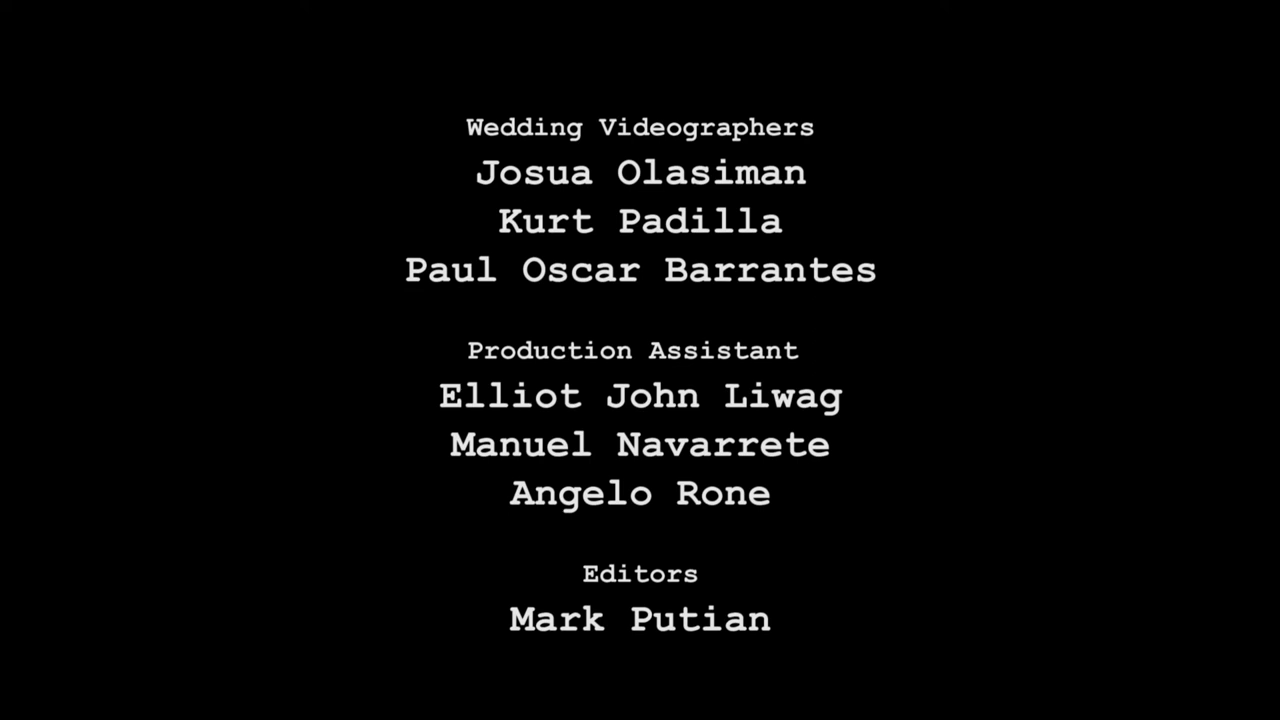 Wedding Videographers
Josua Olasiman
Kurt Padilla
Paul Oscar Barrantes
Production Assistant
Elliot John Liwag
Manuel Navarrete
Angelo Rone
Editors
Mark Putian